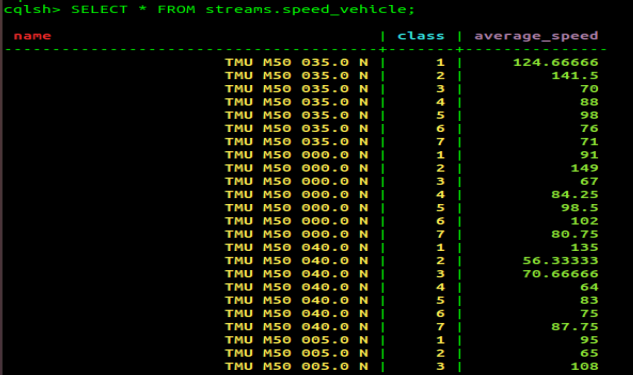 cqlsh> SELECT * FROM streams.speed_vehicle;
name | class | average_speed
TMU M50 035.0 N | 1 | 124.66666
TMU M50 035.0 N | 2 | 141.5
TMU M50 035.0 N | 3 | 70
TMU M50 035.0 N | 4 | 88
TMU M50 035.0 N | 5 | 98
TMU M50 035.0 N | 6 | 76
TMU M50 035.0 N | 7 | 71
TMU M50 000.0 N | 1 | 91
TMU M50 000.0 N | 2 | 149
TMU M50 000.0 N | 3 | 67
TMU M50 000.0 N | 4 | 84.25
TMU M50 000.0 N | 5 | 98.5
TMU M50 000.0 N | 6 | 102
TMU M50 000.0 N | 7 | 80.75
TMU M50 040.0 N | 1 | 135
TMU M50 040.0 N | 2 | 56.33333
TMU M50 040.0 N | 3 | 70.66666
TMU M50 040.0 N | 4 | 64
TMU M50 040.0 N | 5 | 83
TMU M50 040.0 N | 6 | 75
TMU M50 040.0 N | 7 | 87.75
TMU M50 005.0 N | 1 | 95
TMU M50 005.0 N | 2 | 65
TMU M50 005.0 N | 3 | 108